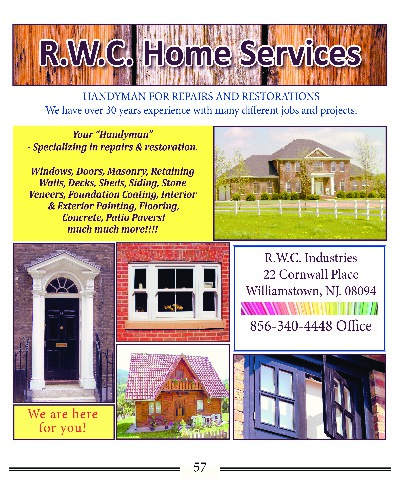 R.W.C. Home Services
HANDYMAN FOR REPAIRS AND RESTORATIONS
We have over 30 years experience with many different jobs and projects.
Your “Handyman”
- Specializing in repairs & restoration.
Windows, Doors, Masonry, Retaining
Walls, Decks, Sheds, Siding, Stone
Veneers, Foundation Coating, Interior
& Exterior Painting, Flooring,
Concrete, Patio Pavers!
much much more!!!!
R.W.C. Industries
22 Cornwall Place
Williamstown, NJ. 08094
856-340-4448 Office
We are here
for you!
57